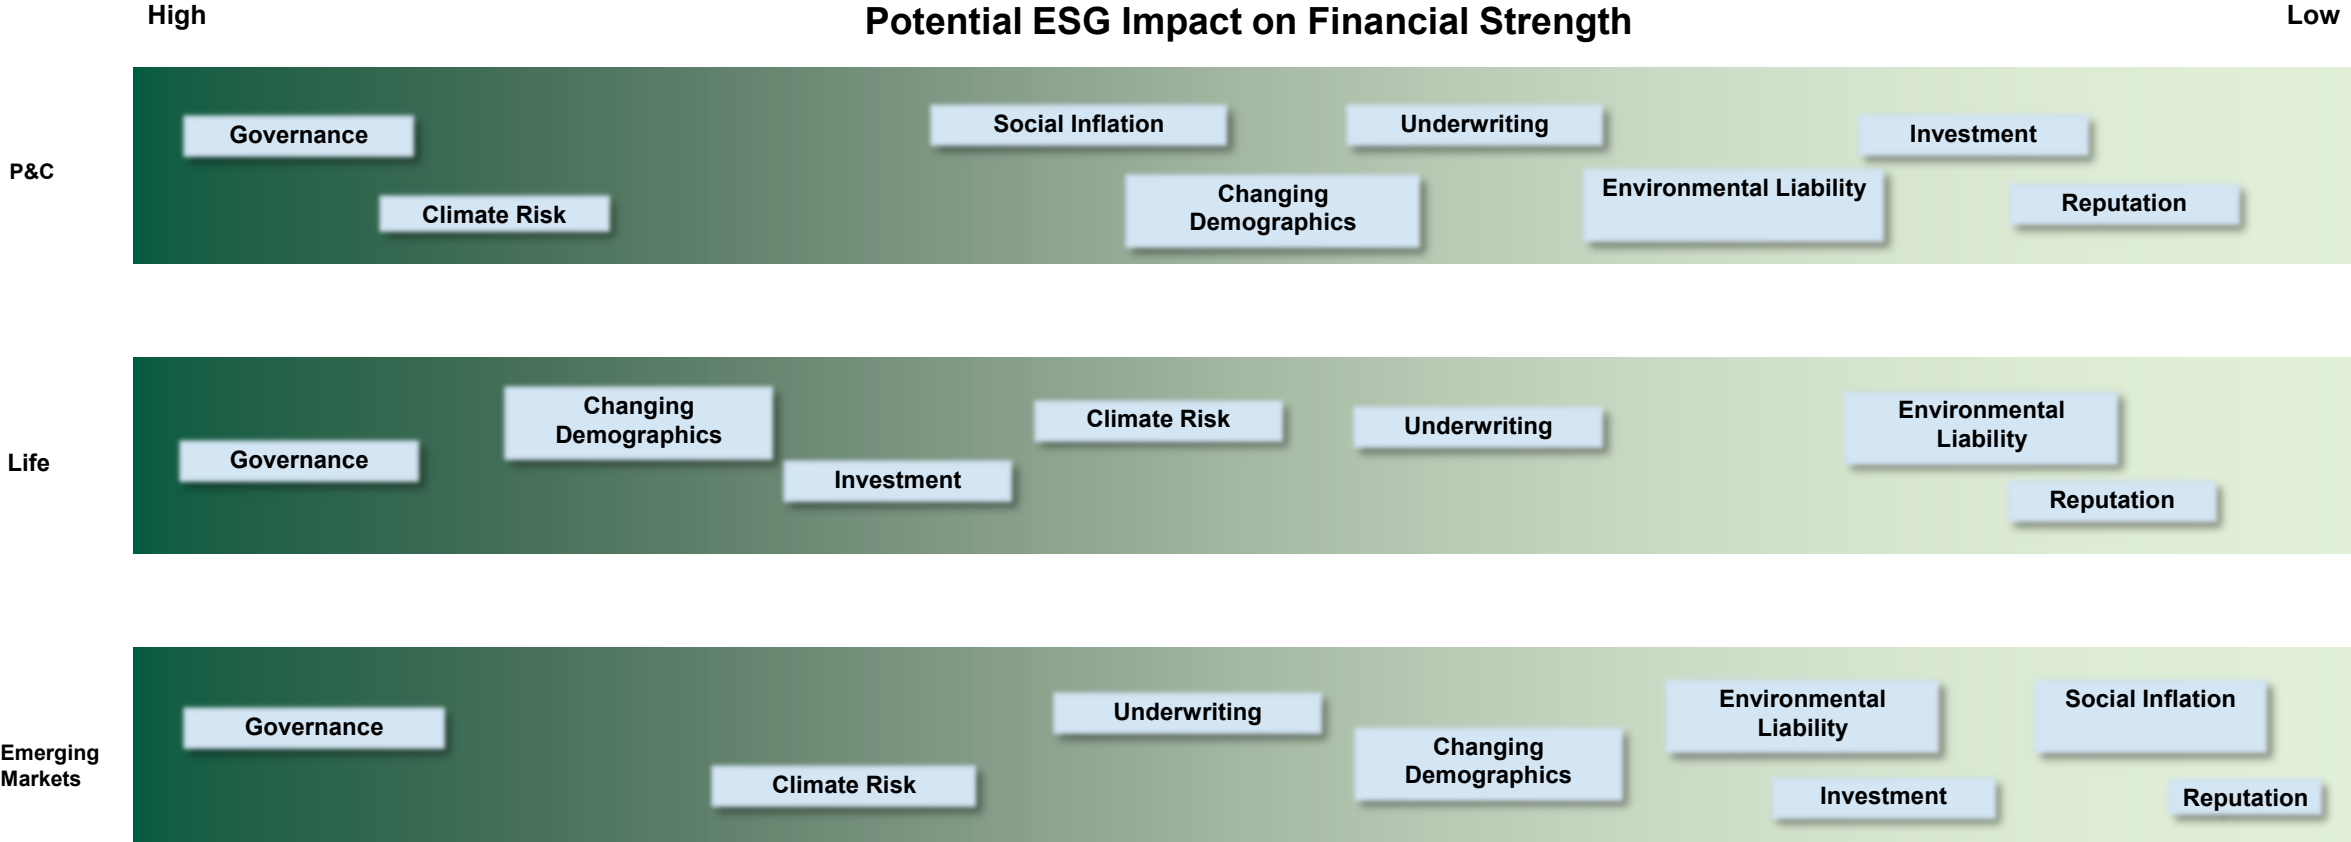 High
Potential ESG Impact on Financial Strength
Low
P&C
Governance
Climate Risk
Social Inflation
Changing
Demographics
Underwriting
Environmental Liability
Investment
Reputation
Life
Governance
Changing
Demographics
Investment
Climate Risk
Underwriting
Environmental
Liability
Reputation
Emerging
Markets
Governance
Climate Risk
Underwriting
Changing
Demographics
Environmental
Liability
Investment
Social Inflation
Reputation